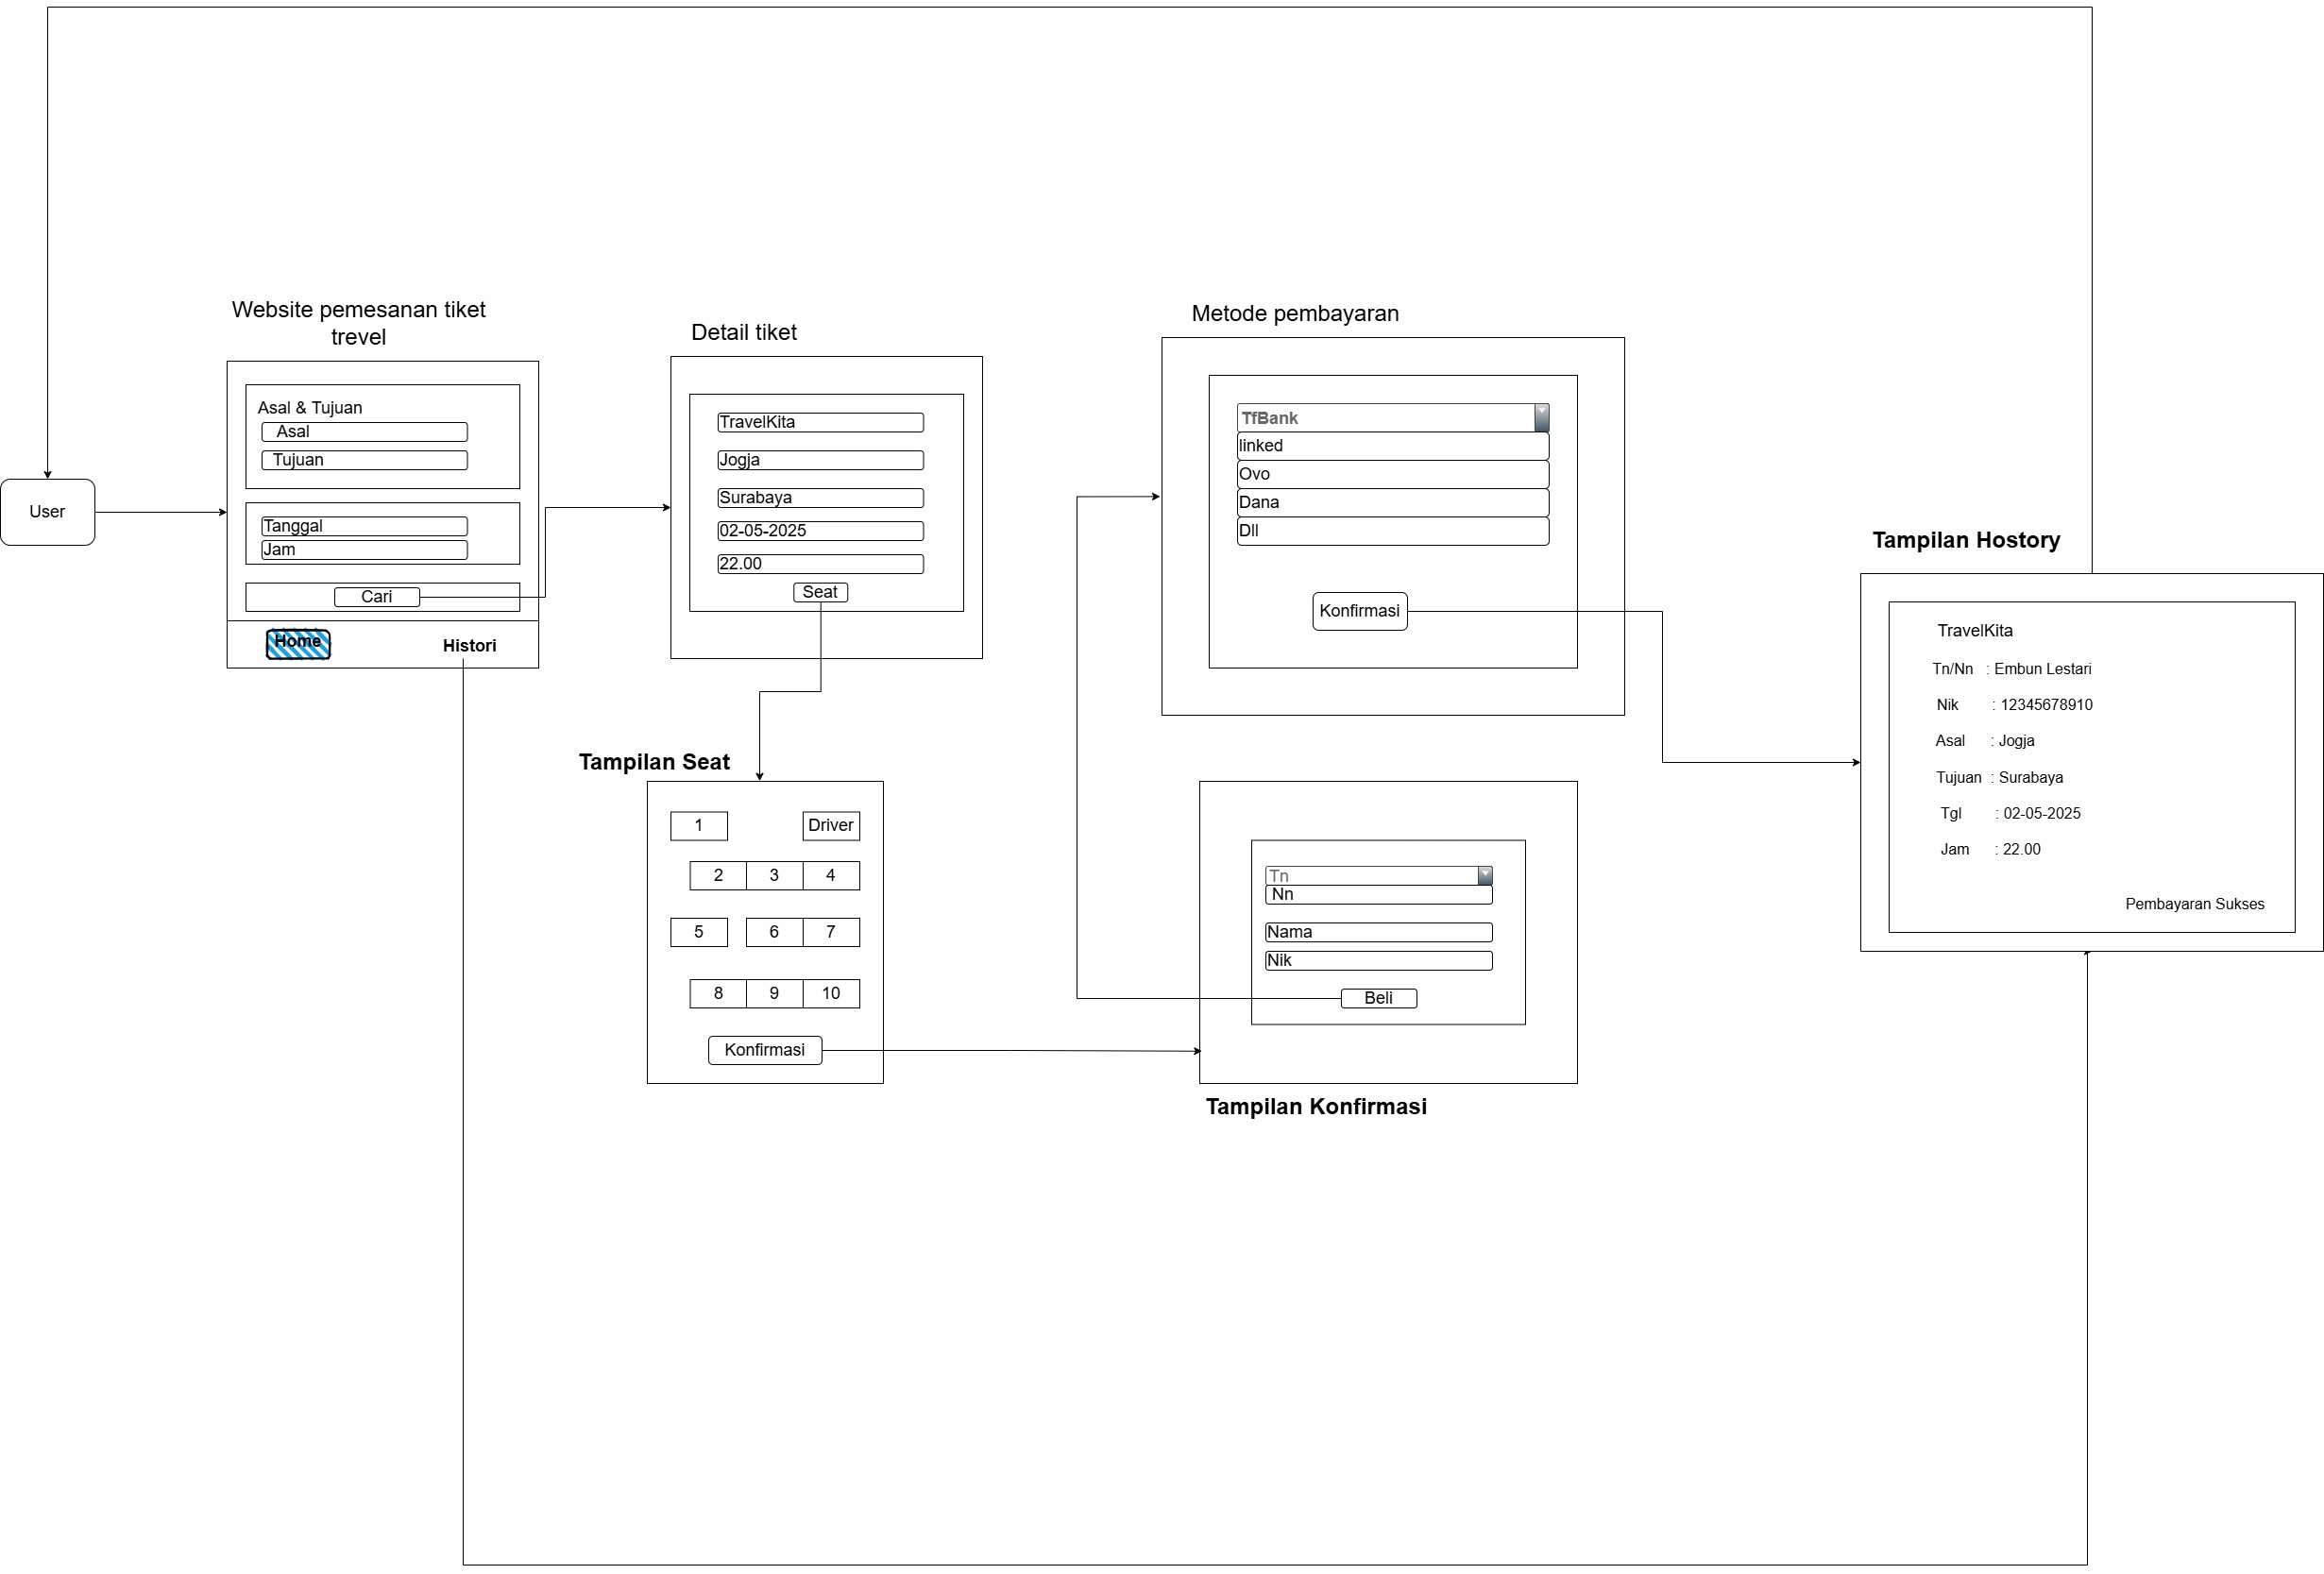 User
Website pemesanan tiket
trevel
Asal & Tujuan
Asal
Tujuan
Tanggal
Jam
Cari
Home
Histori
Detail tiket
TravelKita
Jogja
Surabaya
02-05-2025
22.00
Seat
Tampilan Seat
1
Driver
2
3
4
5
6
7
8
9
10
Konfirmasi
Tn
Nn
Nama
Nik
Beli
Tampilan Konfirmasi
Metode pembayaran
TfBank
linked
Ovo
Dana
Dll
Konfirmasi
Tampilan Hostory
TravelKita
Tn/Nn : Embun Lestari
Nik : 12345678910
Asal : Jogja
Tujuan : Surabaya
Tgl : 02-05-2025
Jam : 22.00
Pembayaran Sukses